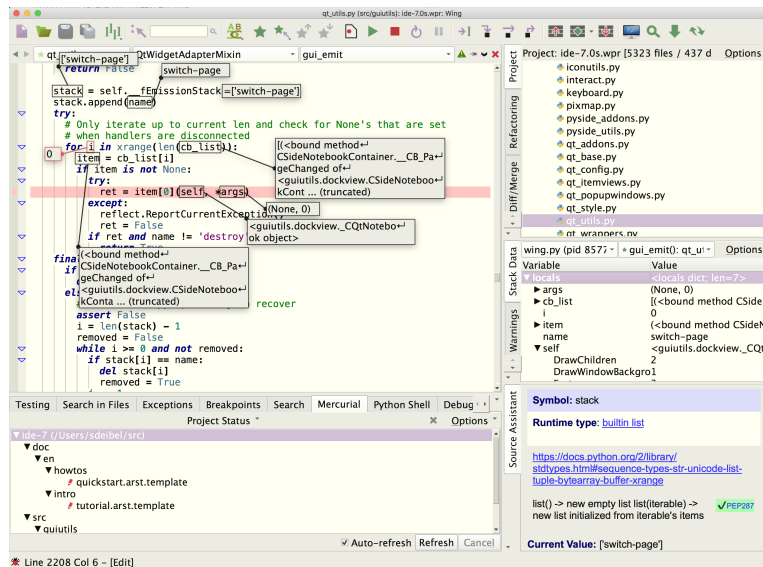 qt_utils.py (src/guiutils): ide-7.0s.wpr: Wing
QtWidgetAdapterMixin
gui_emit
['switch-page']
return False
switch-page
stack = self.__fEmissionStack =['switch-page']
stack.append(name)
try:
# Only iterate up to current len and check for None's that are set
# when handlers are disconnected
for i in xrange(len(cb_list)):
0
item = cb_list[i]
if item is not None:
try:
ret = item[0](self, *args)
except:
reflect.ReportCurrentException()
ret = False
if ret and name != 'destroy
[(<bound method↵
CSideNotebookContainer.__CB_Pa↵
geChanged of↵
<guiutils.dockview.CSideNoteboo↵
kCont ... (truncated)
(None, 0)
<guiutils.dockview._CQtNotebo↵
ok object>
(<bound method↵
CSideNotebookContainer.__CB_Pa↵
geChanged of↵
<guiutils.dockview.CSideNoteboo↵
kConta ... (truncated)
recover
assert False
i = len(stack) - 1
removed = False
while i >= 0 and not removed:
if stack[i] == name:
del stack[i]
removed = True
Testing
Search in Files
Exceptions
Breakpoints
Search
Mercurial
Python Shell
Debug
Project Status
Options
ide-7 (/Users/sdeibel/src)
doc
en
howtos
quickstart.arst.template
intro
tutorial.arst.template
src
guiutils
Auto-refresh
Refresh
Cancel
Line 2208 Col 6 - [Edit]
Project
Refactoring
Diff/Merge
Project: ide-7.0s.wpr [5323 files / 437 d
Options
iconutils.py
interact.py
keyboard.py
pixmap.py
pyside_addons.py
pyside_utils.py
qt_addons.py
qt_base.py
qt_config.py
qt_itemviews.py
qt_popupwindows.py
qt_style.py
qt_utils.py
qt_wrappers.py
Stack Data
Warnings
wing.py (pid 8577
gui_emit(): qt_ut
Options
Variable Value
locals <locals dict; len=7>
args (None, 0)
cb_list [(<bound method CSide
i 0
item (<bound method CSideN
name switch-page
self <guiutils.dockview._CQt
DrawChildren 2
DrawWindowBackgro1
Source Assistant
Symbol: stack
Runtime type: builtin list
https://docs.python.org/2/library/
stdtypes.html#sequence-types-str-unicode-list-
tuple-bytearray-buffer-xrange
list() -> new empty list list(iterable) ->
new list initialized from iterable's items
✓PEP287
Current Value: ['switch-page']